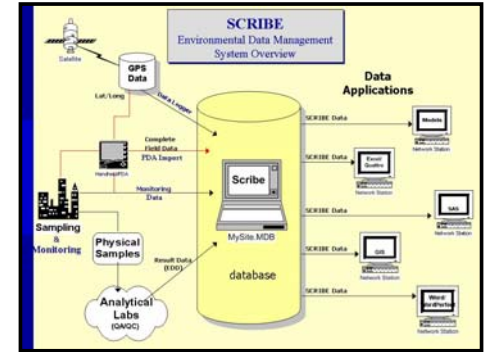 SCRIBE
Environmental Data Management
System Overview
Satellite
GPS
Data
Lat/Long
Data Logger
Data
Applications
SCRIBE Data
Models
Network Station
Complete
Field Data
PDA Import
Handheld/PDA
SCRIBE Data
Excel
Quattro
Network Station
Monitoring
Data
Scribe
MySite.MDB
SCRIBE Data
SAS
Network Station
Sampling
&
Monitoring
Physical
Samples
Result Data
(EDD)
database
SCRIBE Data
GIS
Network Station
Analytical
Labs
(QA/QC)
SCRIBE Data
Word/
WordPerfect
Network Station